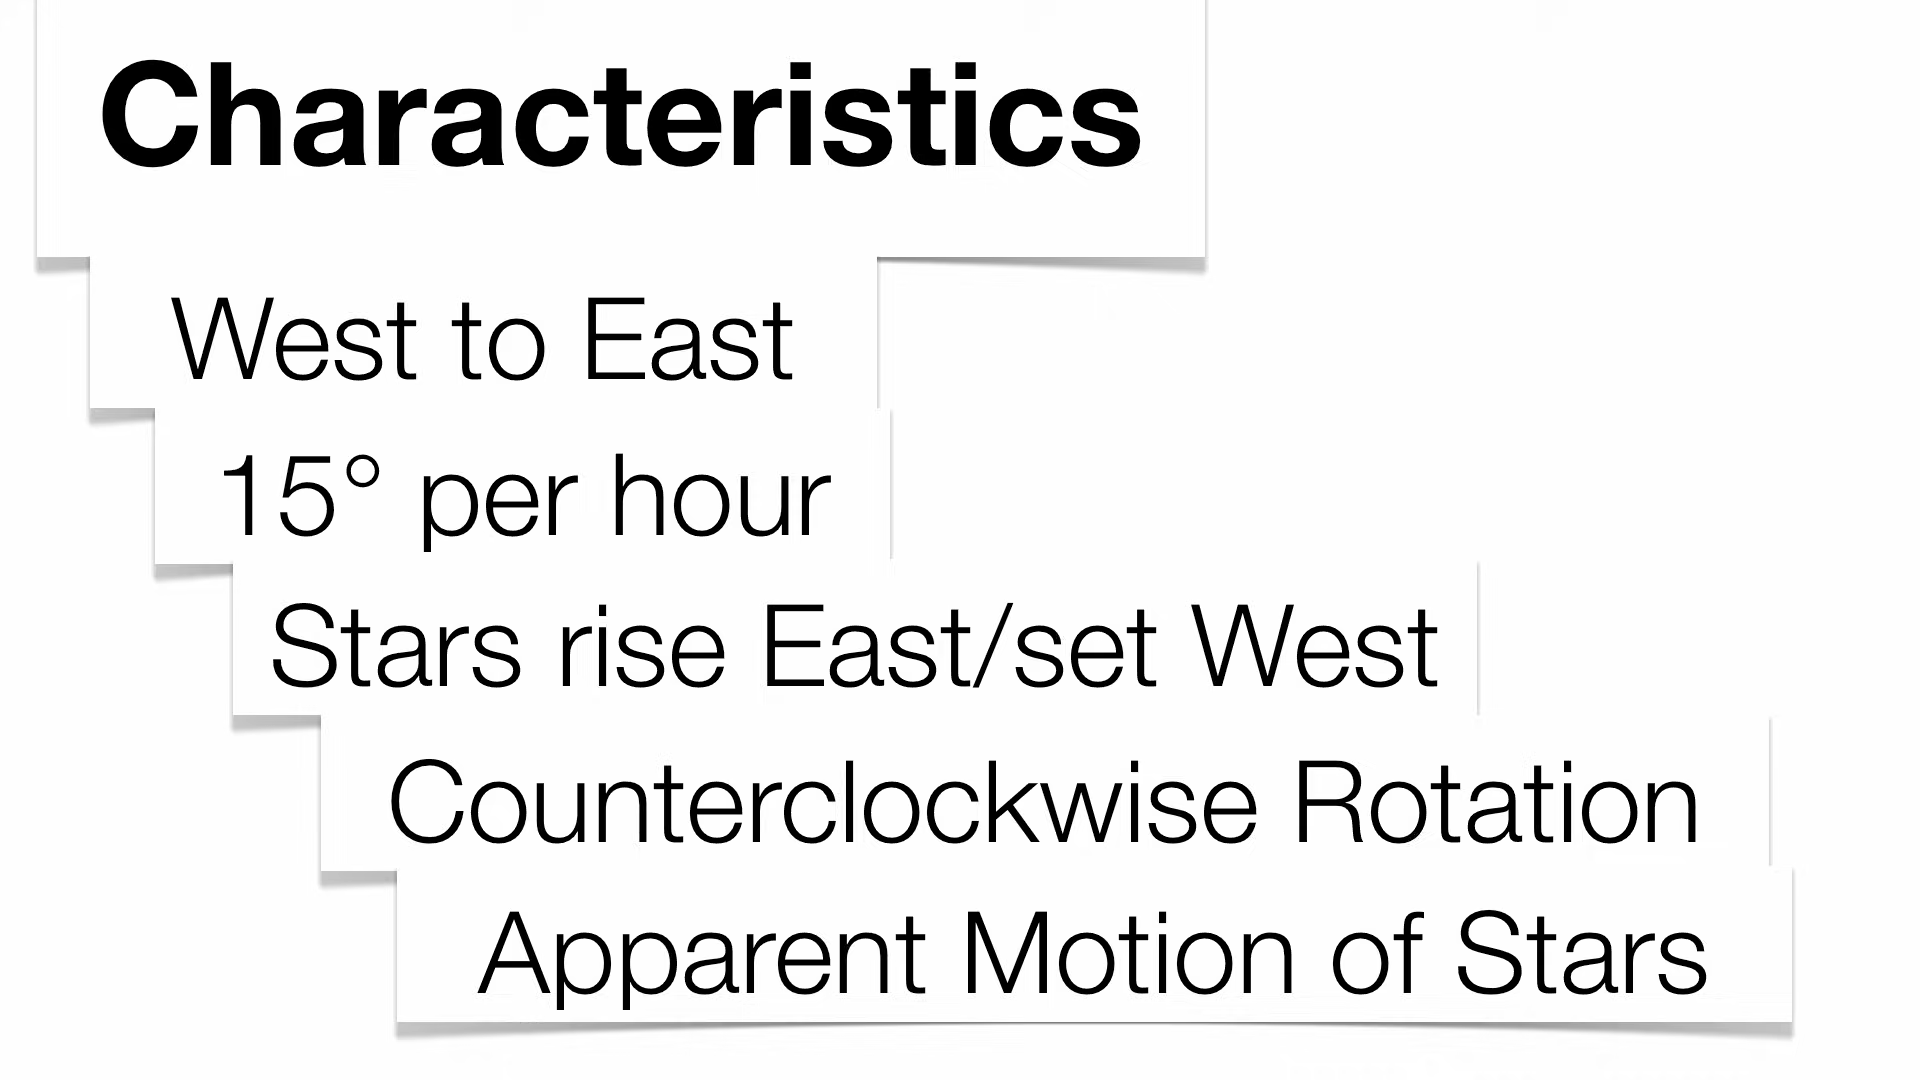 Characteristics
West to East
15° per hour
Stars rise East/set West
Counterclockwise Rotation
Apparent Motion of Stars